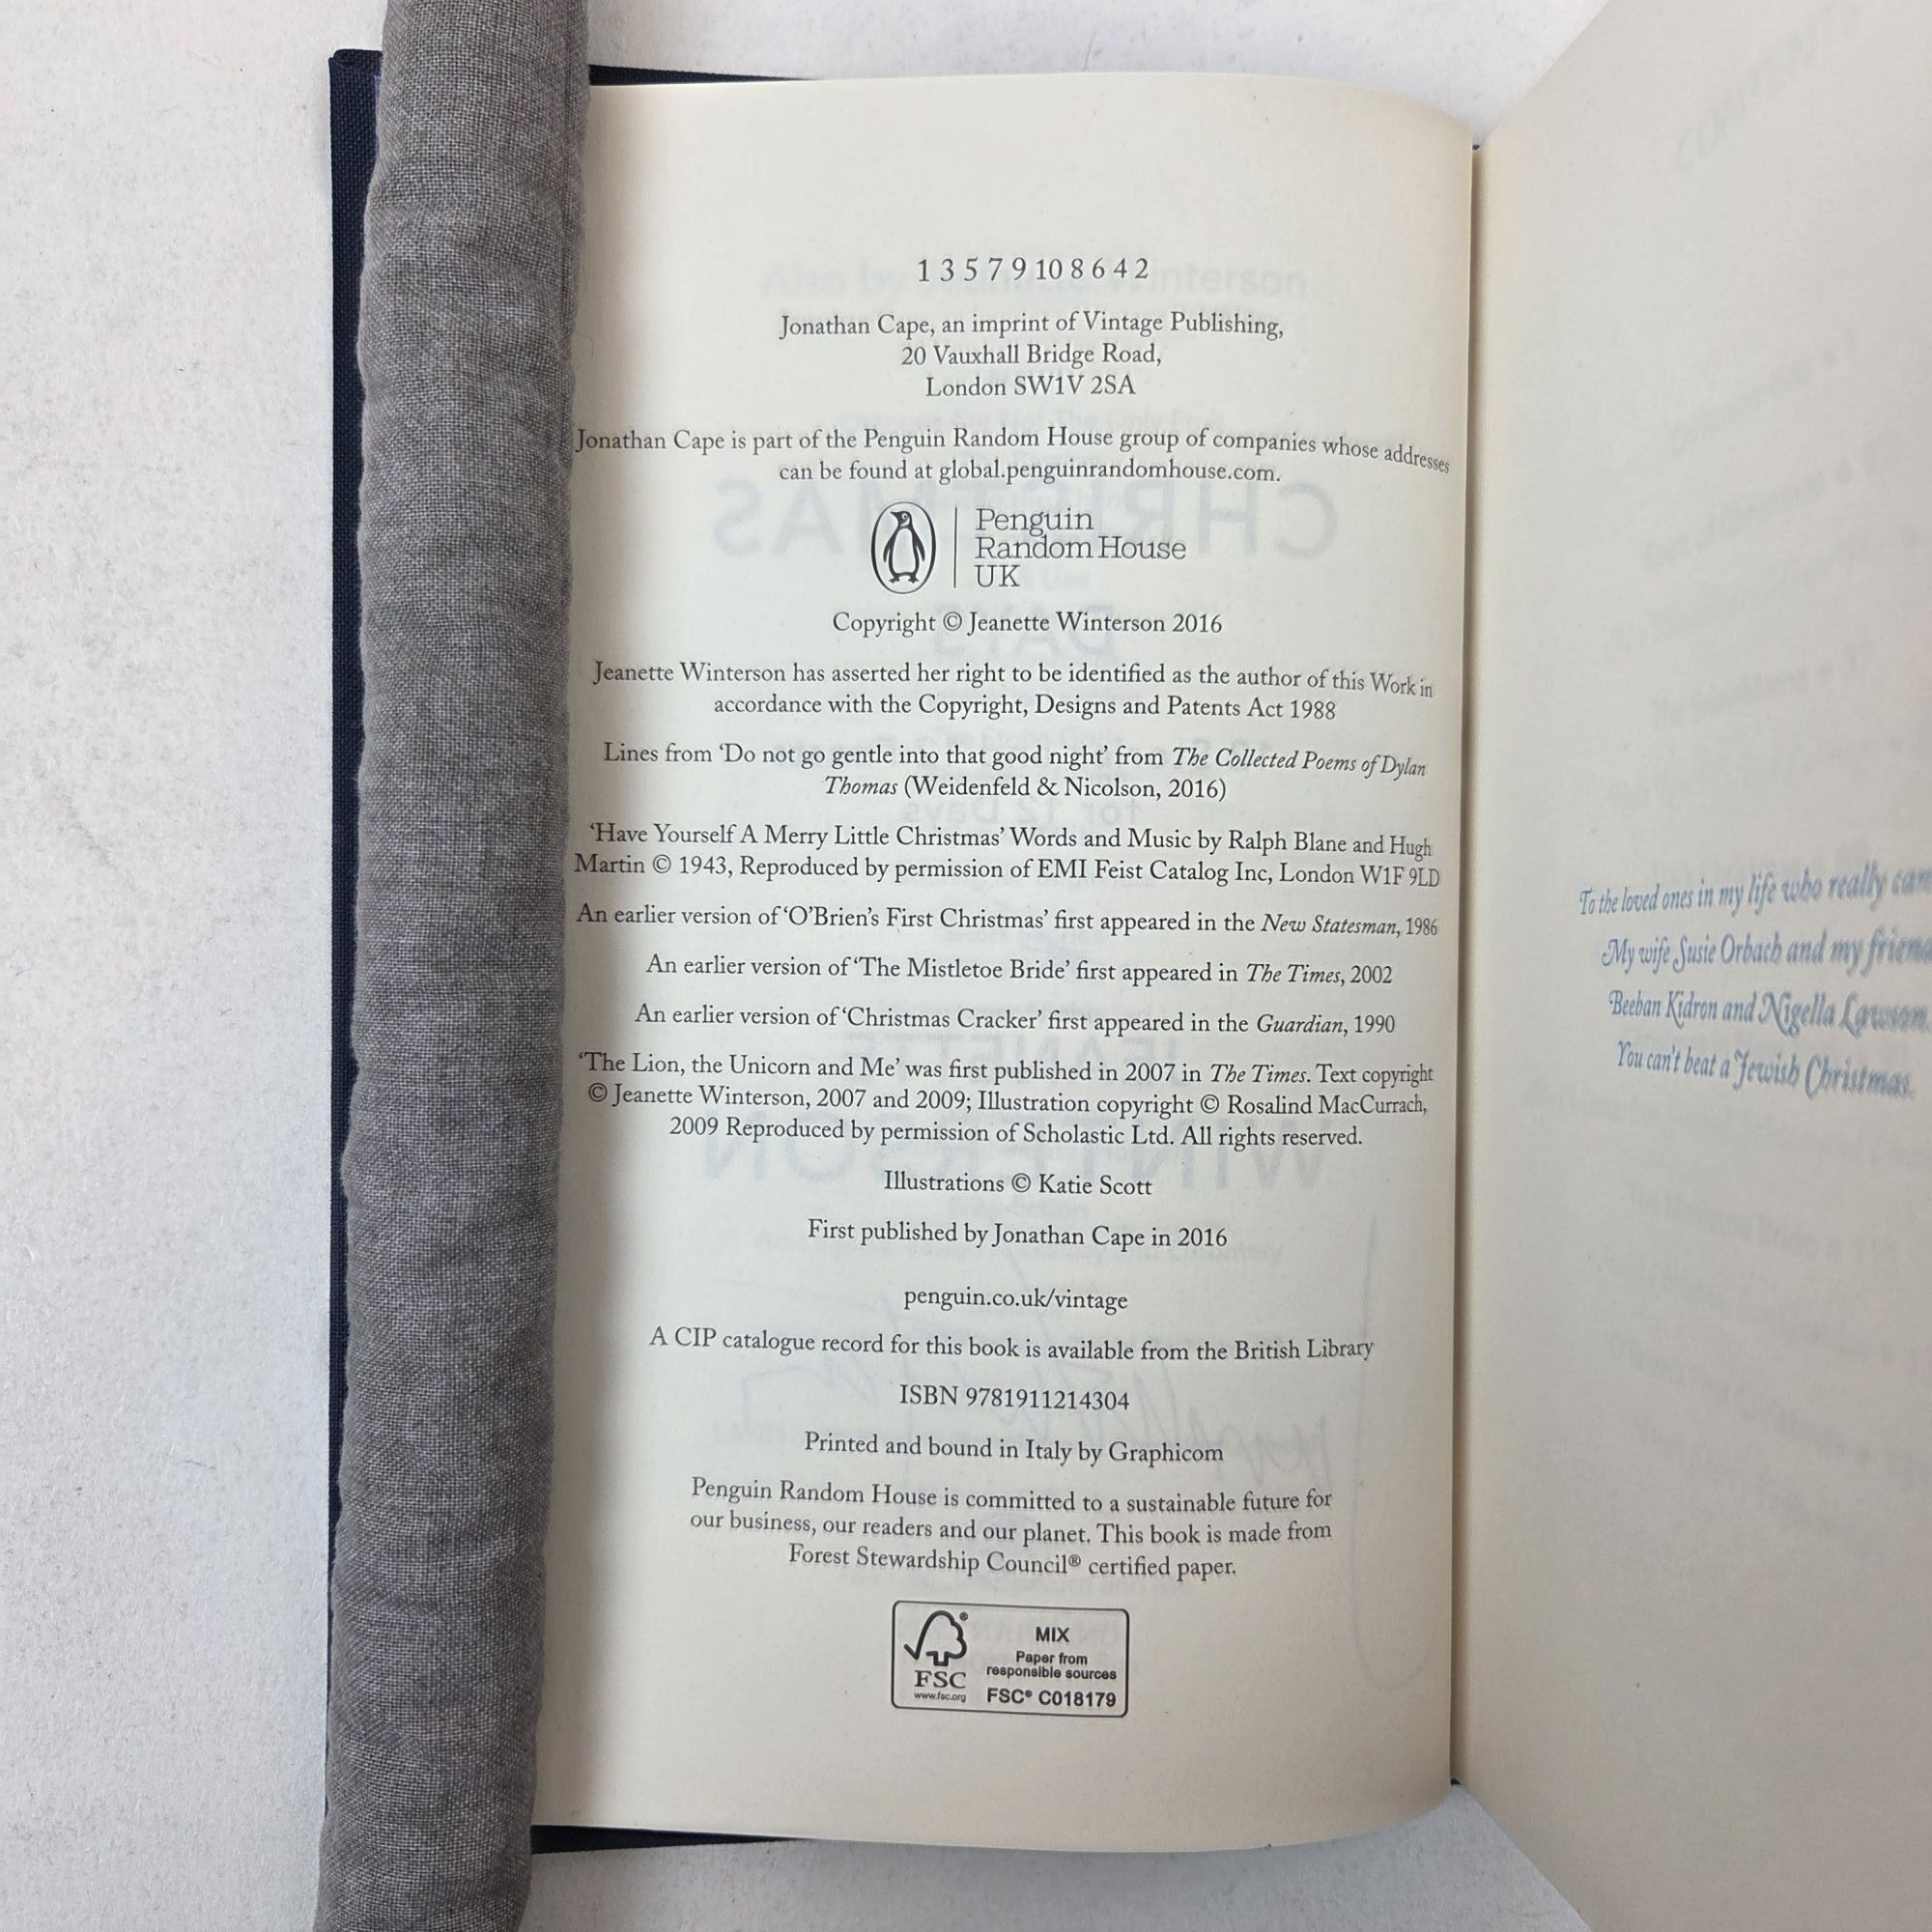 1 3 5 7 9 10 8 6 4 2
Jonathan Cape, an imprint of Vintage Publishing,
20 Vauxhall Bridge Road,
London SW1V 2SA
Jonathan Cape is part of the Penguin Random House group of companies whose addresses
can be found at global.penguinrandomhouse.com.
Penguin
Random House
UK
Copyright © Jeanette Winterson 2016
Jeanette Winterson has asserted her right to be identified as the author of this Work in
accordance with the Copyright, Designs and Patents Act 1988
Lines from ‘Do not go gentle into that good night’ from The Collected Poems of Dylan
Thomas (Weidenfeld & Nicolson, 2016)
‘Have Yourself A Merry Little Christmas’ Words and Music by Ralph Blane and Hugh
Martin © 1943, Reproduced by permission of EMI Feist Catalog Inc, London W1F 9LD
An earlier version of ‘O’Brien’s First Christmas’ first appeared in the New Statesman, 1986
An earlier version of ‘The Mistletoe Bride’ first appeared in The Times, 2002
An earlier version of ‘Christmas Cracker’ first appeared in the Guardian, 1990
‘The Lion, the Unicorn and Me’ was first published in 2007 in The Times. Text copyright
© Jeanette Winterson, 2007 and 2009; Illustration copyright © Rosalind MacCurrach,
2009 Reproduced by permission of Scholastic Ltd. All rights reserved.
Illustrations © Katie Scott
First published by Jonathan Cape in 2016
penguin.co.uk/vintage
A CIP catalogue record for this book is available from the British Library
ISBN 9781911214304
Printed and bound in Italy by Graphicom
Penguin Random House is committed to a sustainable future for
our business, our readers and our planet. This book is made from
Forest Stewardship Council® certified paper.
FSC
www.fsc.org
MIX
Paper from
responsible sources
FSC® C018179
To the loved ones in my life who really can
My wife Susie Orbach and my friend
Beeban Kidron and Nigella Lawson.
You can't beat a Jewish Christmas.